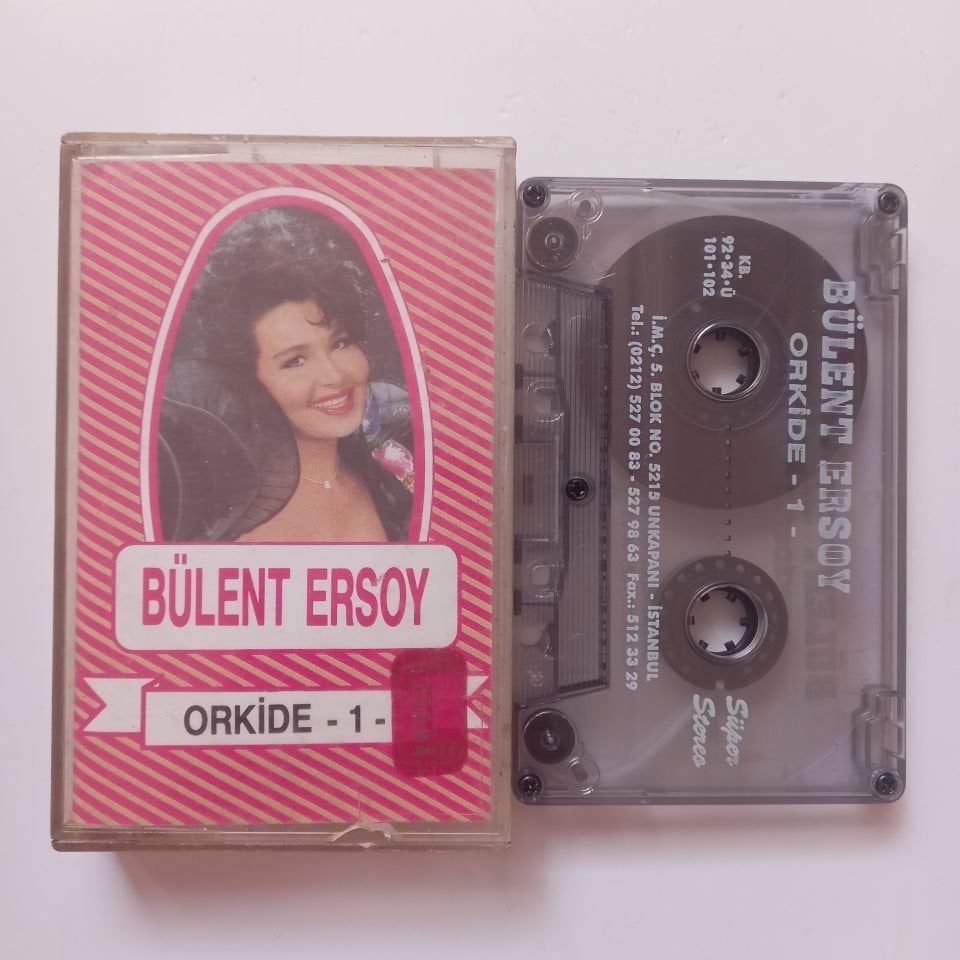 BÜLENT ERSOY
ORKİDE - 1 -
BÜLENT ERSOY
ORKİDE - 1 -
KB.
92•34•Ü
101•102
İ.M.Ç. 5. BLOK NO. 5215 UNKAPANI - İSTANBUL
Tel.: (0212) 527 00 83 - 527 98 63 Fax.: 512 33 29
Süper
Stereo